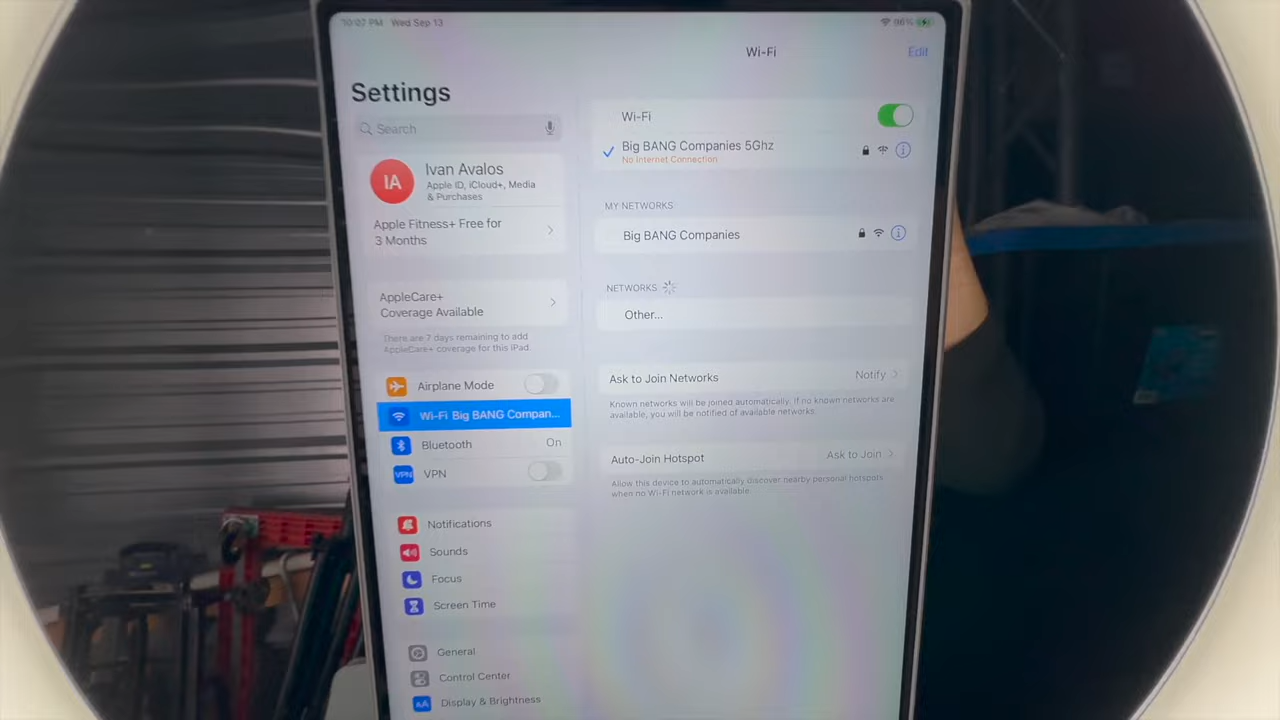 10:07 PM Wed Sep 13
96%
Wi-Fi
Edit
Settings
Search
IA
Ivan Avalos
Apple ID, iCloud+, Media
& Purchases
Apple Fitness+ Free for
3 Months
AppleCare+
Coverage Available
There are 7 days remaining to add
AppleCare+ coverage for this iPad.
Airplane Mode
Wi-Fi Big BANG Compan...
Bluetooth
On
VPN
VPN
Notifications
Sounds
Focus
Screen Time
General
Control Center
AA
Display & Brightness
Wi-Fi
Big BANG Companies 5Ghz
No Internet Connection
MY NETWORKS
Big BANG Companies
NETWORKS
Other...
Ask to Join Networks
Notify
Known networks will be joined automatically. If no known networks are
available, you will be notified of available networks.
Auto-Join Hotspot
Ask to Join
Allow this device to automatically discover nearby personal hotspots
when no Wi-Fi network is available.